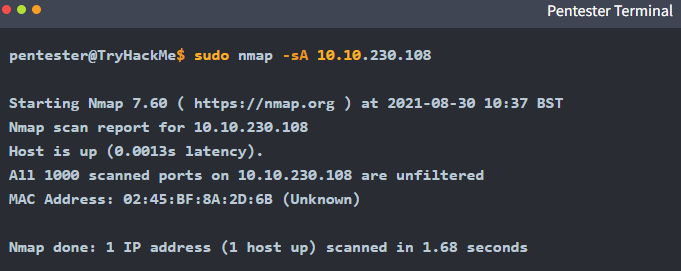 Pentester Terminal
pentester@TryHackMe$ sudo nmap -sA 10.10.230.108
Starting Nmap 7.60 ( https://nmap.org ) at 2021-08-30 10:37 BST
Nmap scan report for 10.10.230.108
Host is up (0.0013s latency).
All 1000 scanned ports on 10.10.230.108 are unfiltered
MAC Address: 02:45:BF:8A:2D:6B (Unknown)
Nmap done: 1 IP address (1 host up) scanned in 1.68 seconds